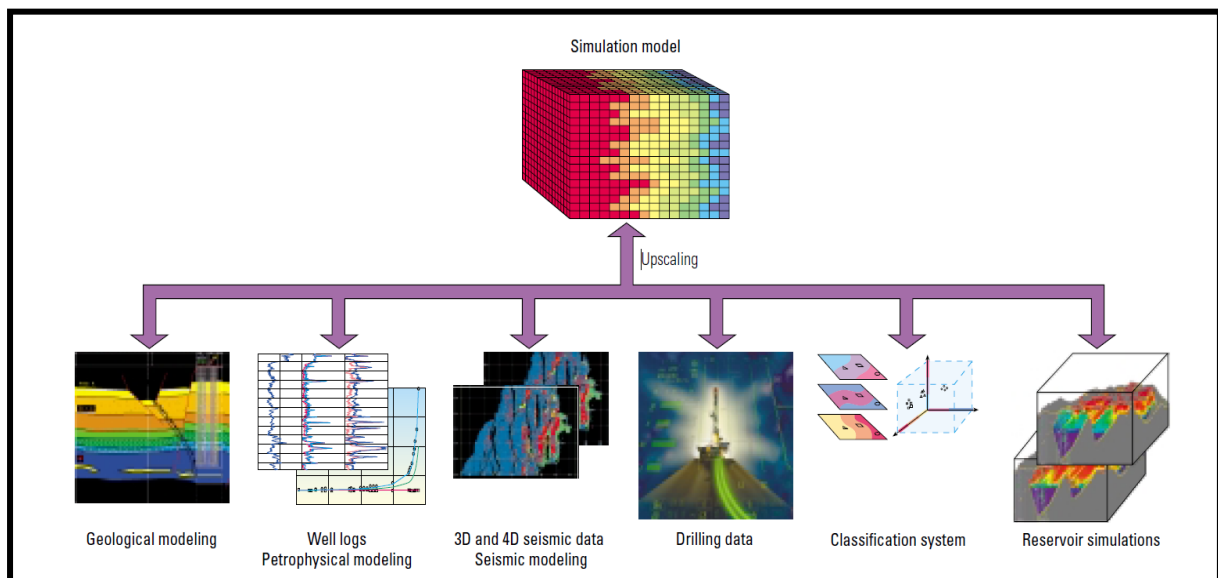 Simulation model
Upscaling
Geological modeling
Well logs
Petrophysical modeling
3D and 4D seismic data
Seismic modeling
Drilling data
Classification system
Reservoir simulations